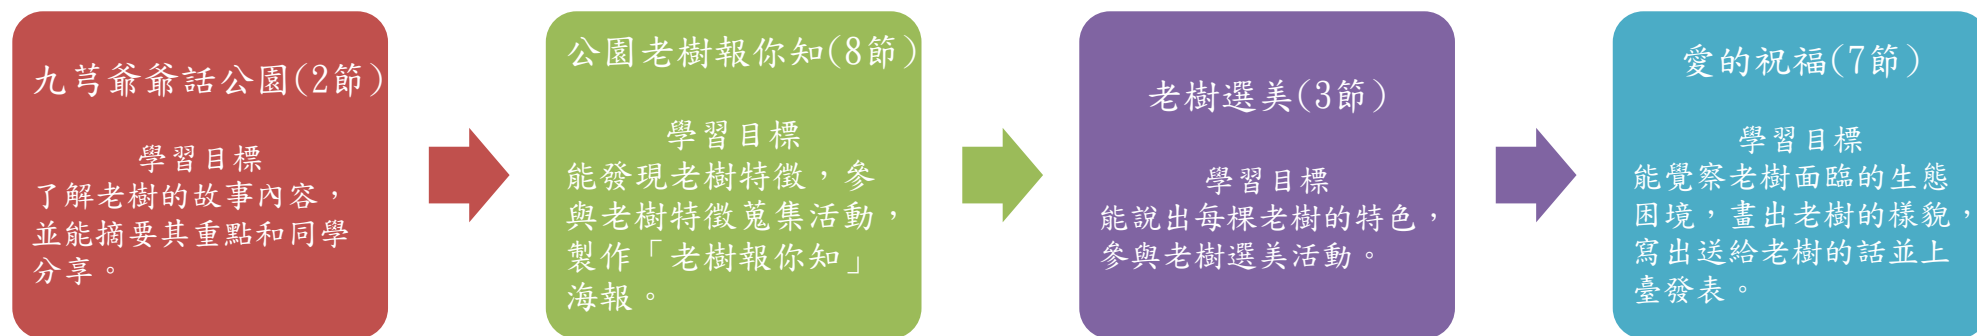 九芎爺爺話公園(2節)
學習目標
了解老樹的故事內容，
並能摘要其重點和同學
分享。
公園老樹報你知(8節)
學習目標
能發現老樹特徵，參
與老樹特徵蒐集活動，
製作「老樹報你知」
海報。
老樹選美(3節)
學習目標
能說出每棵老樹的特色，
參與老樹選美活動。
愛的祝福(7節)
學習目標
能覺察老樹面臨的生態
困境，畫出老樹的樣貌，
寫出送給老樹的話並上
臺發表。